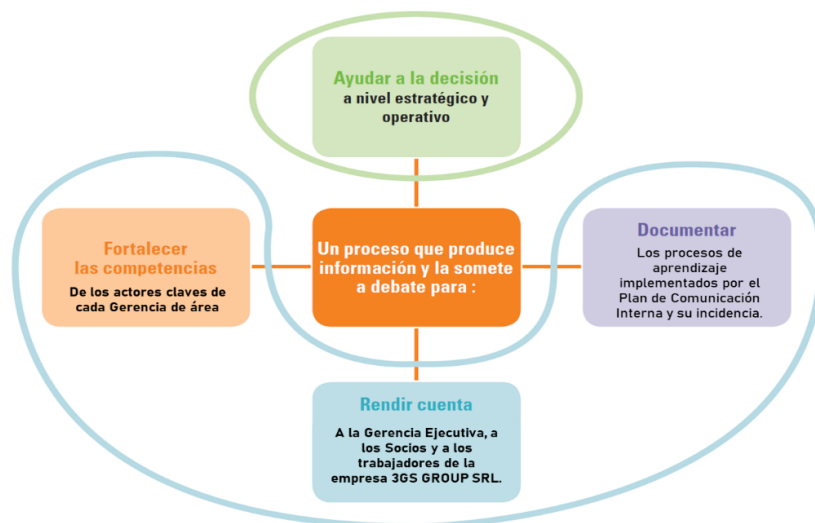 Ayudar a la decisión
a nivel estratégico y
operativo
Fortalecer
las competencias
De los actores claves de
cada Gerencia de área
Un proceso que produce
información y la somete
a debate para :
Documentar
Los procesos de
aprendizaje
implementados por el
Plan de Comunicación
Interna y su incidencia.
Rendir cuenta
A la Gerencia Ejecutiva, a
los Socios y a los
trabajadores de la
empresa 3GS GROUP SRL.